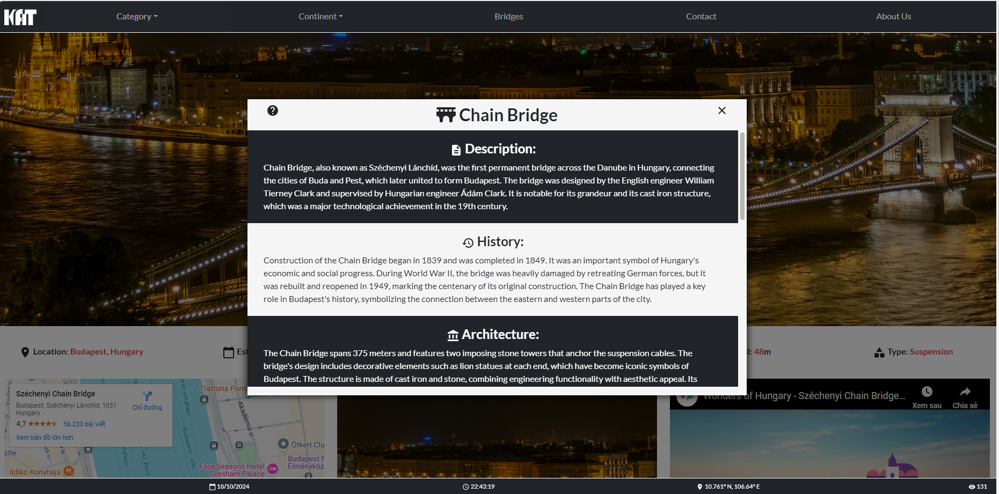 KAT
Category
Continent
Bridges
Contact
About Us
Chain Bridge
Description:
Chain Bridge, also known as Széchenyi Lánchíd, was the first permanent bridge across the Danube in Hungary, connecting
the cities of Buda and Pest, which later united to form Budapest. The bridge was designed by the English engineer William
Tierney Clark and supervised by Hungarian engineer Ádám Clark. It is notable for its grandeur and its cast iron structure,
which was a major technological achievement in the 19th century.
History:
Construction of the Chain Bridge began in 1839 and was completed in 1849. It was an important symbol of Hungary's
economic and social progress. During World War II, the bridge was heavily damaged by retreating German forces, but it
was rebuilt and reopened in 1949, marking the centenary of its original construction. The Chain Bridge has played a key
role in Budapest's history, symbolizing the connection between the eastern and western parts of the city.
Architecture:
The Chain Bridge spans 375 meters and features two imposing stone towers that anchor the suspension cables. The
bridge's design includes decorative elements such as lion statues at each end, which have become iconic symbols of
Budapest. The structure is made of cast iron and stone, combining engineering functionality with aesthetic appeal. Its
Location: Budapest, Hungary
Est
l: 48m
Type: Suspension
Széchenyi Chain Bridge
Budapest, Széchenyi Lánchíd, 1051
Hungary
4,7
56.233 bài viết
Xem bản đồ lớn hơn
Chỉ đường
Trattoria Pomo
orsó sétahajó
Akadémia u.
Budapest - Vác
HU-Bécs,
etahajó
us u.
stle
Ildikó Konyhája
Ötkert Clu
Budapest R
Élményköz
Four Seasons Hotel
Gresham Palace
Wonders of Hungary - Széchenyi Chain Bridge...
Xem sau
Chia sẻ
18/10/2024
22:43:19
10.761° N, 106.64° E
131